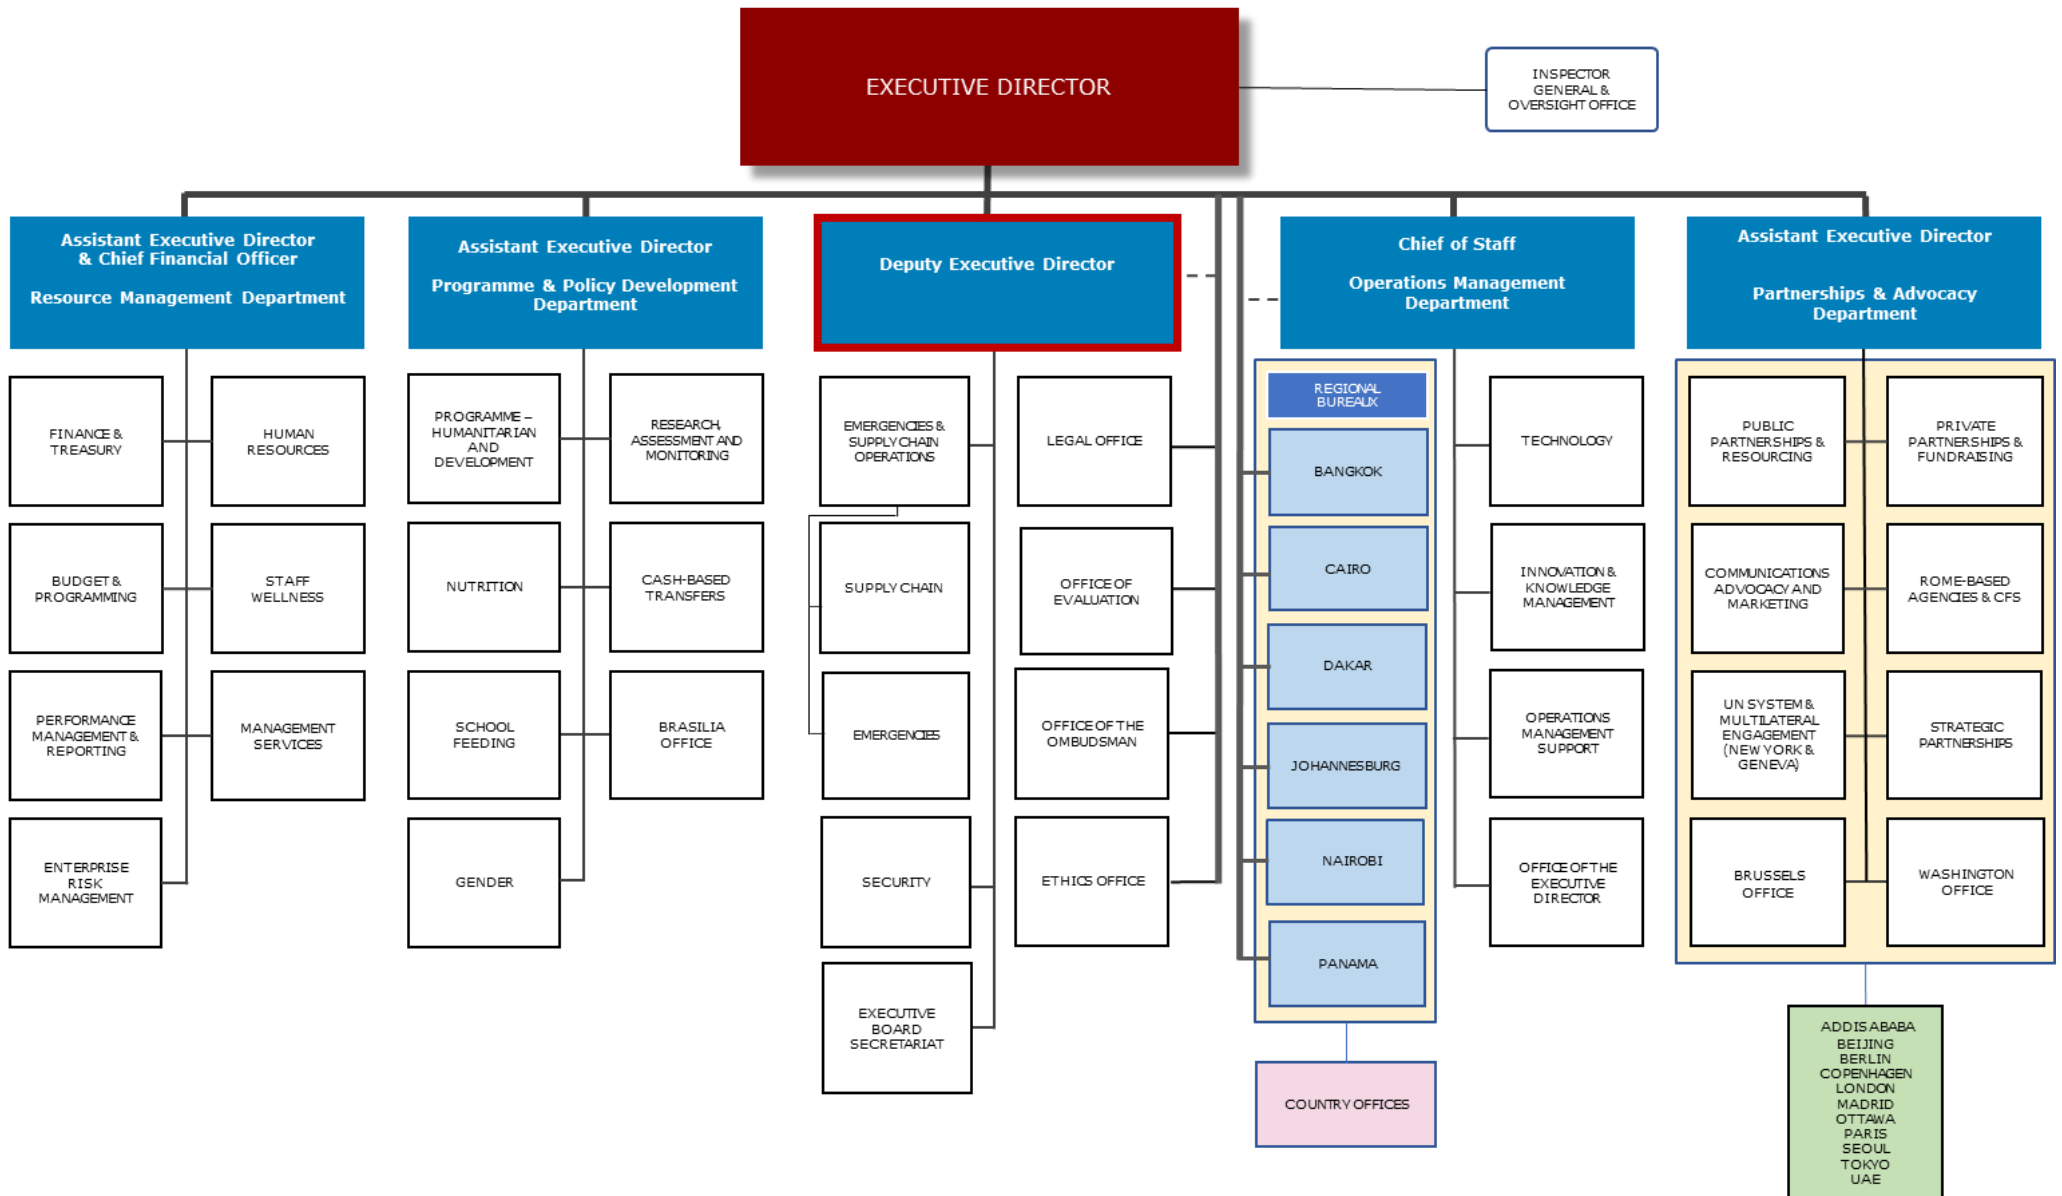 EXECUTIVE DIRECTOR
INSPECTOR
GENERAL &
OVERSIGHT OFFICE
Assistant Executive Director
& Chief Financial Officer
Resource Management Department
Assistant Executive Director
Programme & Policy Development
Department
Deputy Executive Director
Chief of Staff
Operations Management
Department
Assistant Executive Director
Partnerships & Advocacy
Department
FINANCE &
TREASURY
HUMAN
RESOURCES
BUDGET &
PROGRAMMING
STAFF
WELLNESS
PERFORMANCE
MANAGEMENT &
REPORTING
MANAGEMENT
SERVICES
ENTERPRISE
RISK
MANAGEMENT
PROGRAMME –
HUMANITARIAN
AND
DEVELOPMENT
RESEARCH,
ASSESSMENT AND
MONITORING
NUTRITION
CASH-BASED
TRANSFERS
SCHOOL
FEEDING
BRASILIA
OFFICE
GENDER
EMERGENCIES &
SUPPLY CHAIN
OPERATIONS
LEGAL OFFICE
SUPPLY CHAIN
OFFICE OF
EVALUATION
EMERGENCIES
OFFICE OF THE
OMBUDSMAN
SECURITY
ETHICS OFFICE
EXECUTIVE
BOARD
SECRETARIAT
REGIONAL
BUREAUX
BANGKOK
CAIRO
DAKAR
JOHANNESBURG
NAIROBI
PANAMA
COUNTRY OFFICES
TECHNOLOGY
INNOVATION &
KNOWLEDGE
MANAGEMENT
OPERATIONS
MANAGEMENT
SUPPORT
OFFICE OF THE
EXECUTIVE
DIRECTOR
PUBLIC
PARTNERSHIPS &
RESOURCING
PRIVATE
PARTNERSHIPS &
FUNDRAISING
COMMUNICATIONS
ADVOCACY AND
MARKETING
ROME-BASED
AGENCIES & CFS
UN SYSTEM &
MULTILATERAL
ENGAGEMENT
(NEW YORK &
GENEVA)
STRATEGIC
PARTNERSHIPS
BRUSSELS
OFFICE
WASHINGTON
OFFICE
ADDIS ABABA
BEIJING
BERLIN
COPENHAGEN
LONDON
MADRID
OTTAWA
PARIS
SEOUL
TOKYO
UAE